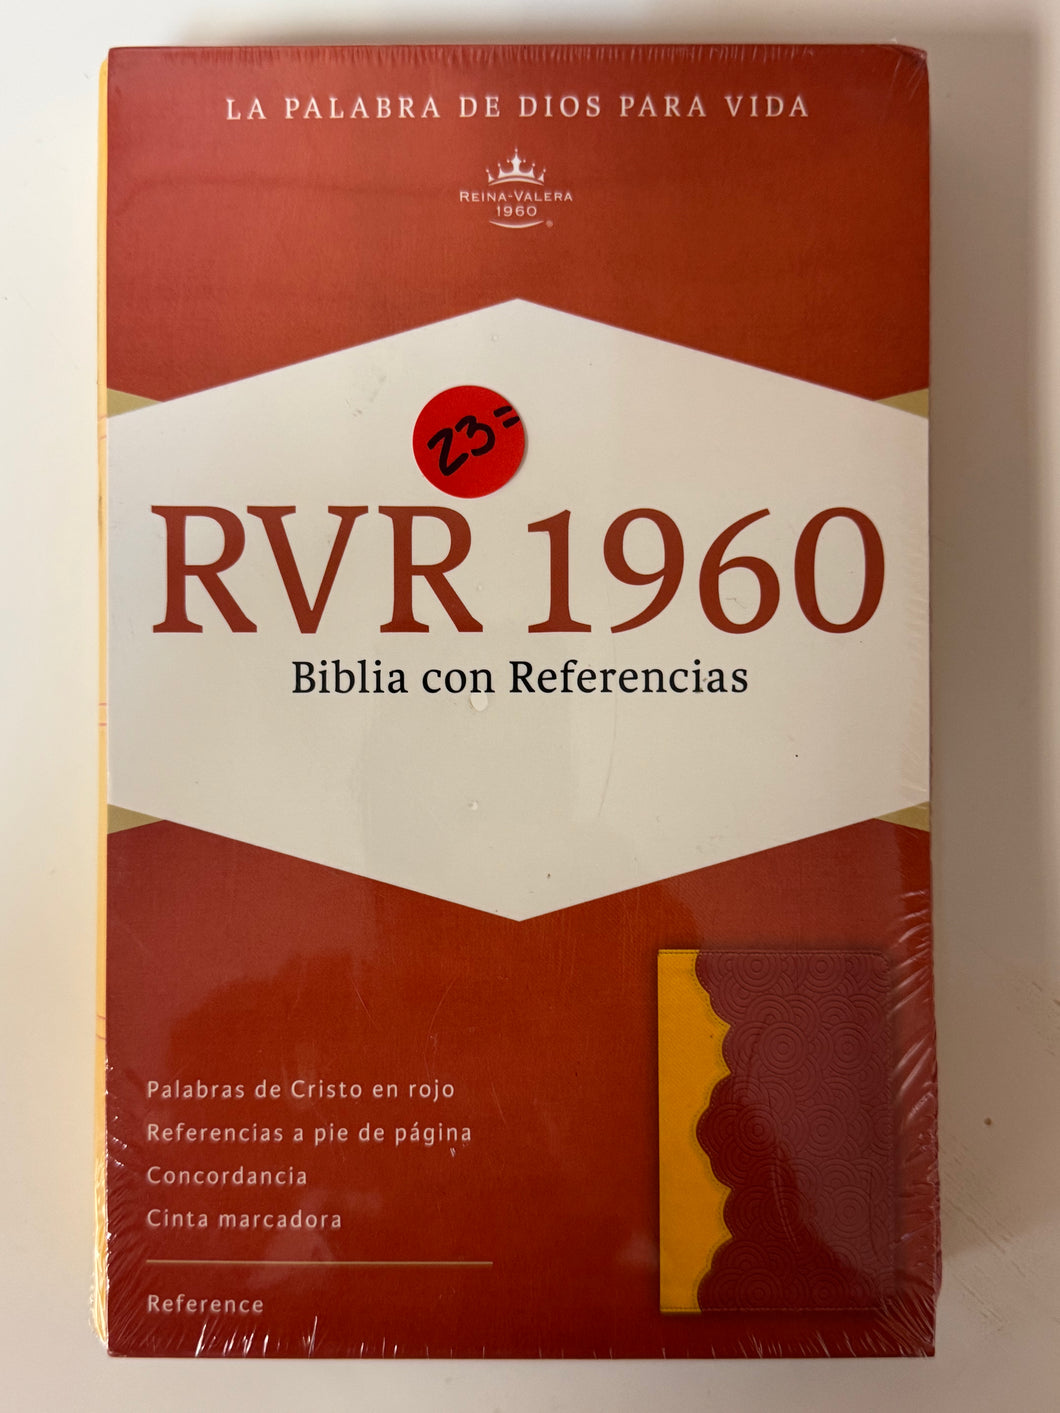 LA PALABRA DE DIOS PARA VIDA
REINA-VALERA
1960
23=
RVR 1960
Biblia con Referencias
Palabras de Cristo en rojo
Referencias a pie de página
Concordancia
Cinta marcadora
Reference